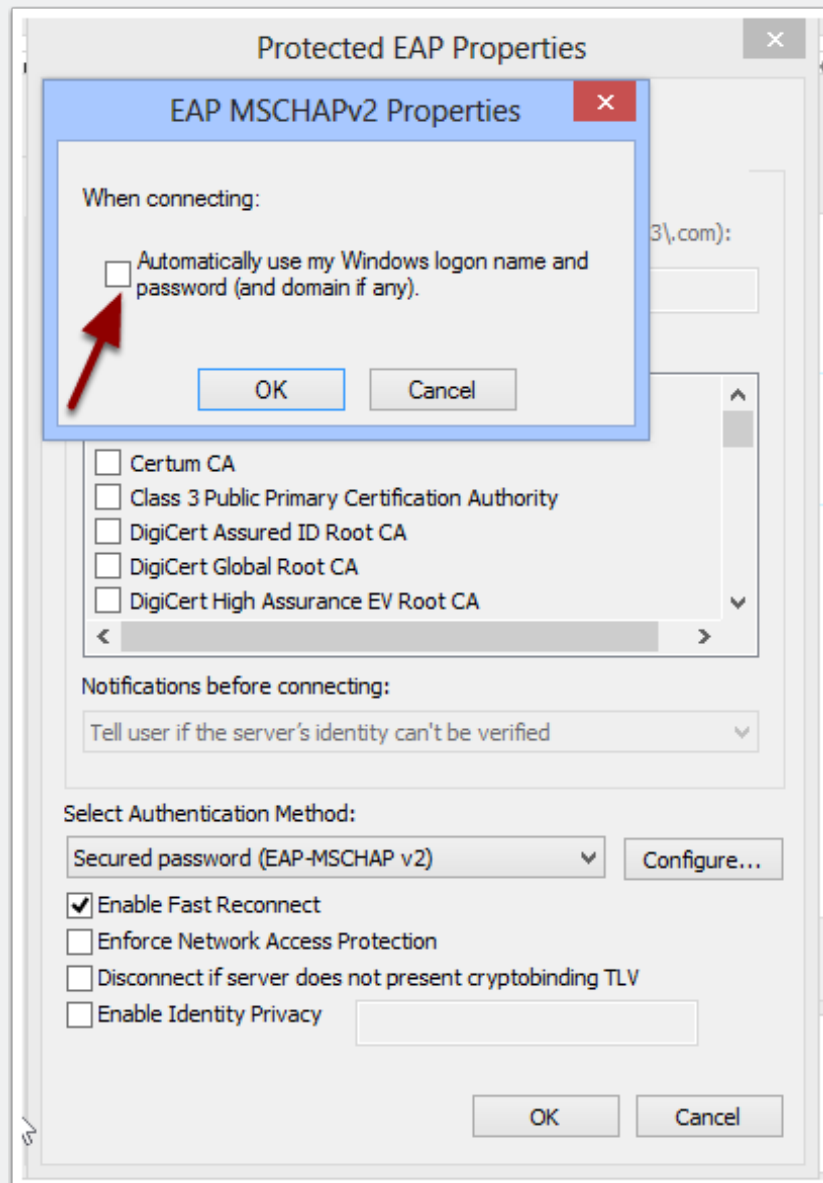 Protected EAP Properties
EAP MSCHAPv2 Properties
When connecting:
Automatically use my Windows logon name and
password (and domain if any).
3\.com):
OK
Cancel
Certum CA
Class 3 Public Primary Certification Authority
DigiCert Assured ID Root CA
DigiCert Global Root CA
DigiCert High Assurance EV Root CA
Notifications before connecting:
Tell user if the server's identity can't be verified
Select Authentication Method:
Secured password (EAP-MSCHAP v2)
Configure...
Enable Fast Reconnect
Enforce Network Access Protection
Disconnect if server does not present cryptobinding TLV
Enable Identity Privacy
OK
Cancel